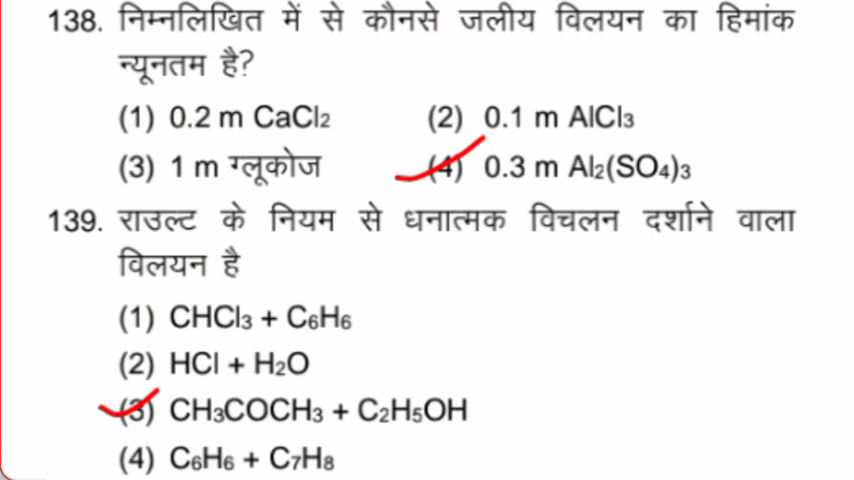 138. निम्नलिखित में से कौनसे जलीय विलयन का हिमांक
न्यूनतम है?
(1) 0.2 m CaCl₂ (2) 0.1 m AlCl₃
(3) 1 m ग्लूकोज (4) 0.3 m Al₂(SO₄)₃
139. राउल्ट के नियम से धनात्मक विचलन दर्शाने वाला
विलयन है
(1) CHCl₃ + C₆H₆
(2) HCl + H₂O
(3) CH₃COCH₃ + C₂H₅OH
(4) C₆H₆ + C₇H₈